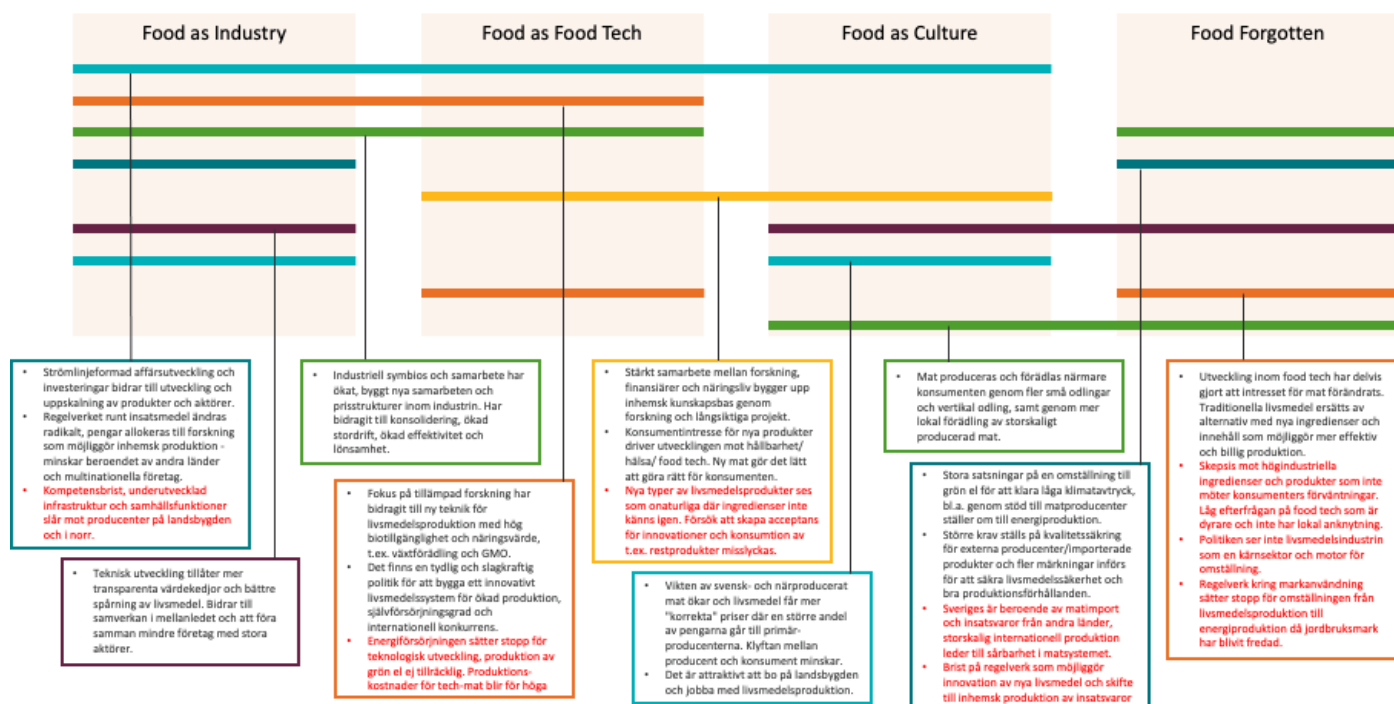 Food as Industry
Food as Food Tech
Food as Culture
Food Forgotten
• Strömlinjeformad affärsutveckling och
investeringar bidrar till utveckling och
uppskalning av produkter och aktörer.
• Regelverket runt insatsmedel ändras
radikalt, pengar allokeras till forskning
som möjliggör inhemsk produktion -
minskar beroendet av andra länder
och multinationella företag.
• Kompetensbrist, underutvecklad
infrastruktur och samhällsfunktioner
slår mot producenter på landsbygden
och i norr.
• Teknisk utveckling tillåter mer
transparenta värdekedjor och bättre
spårning av livsmedel. Bidrar till
samverkan i mellanledet och att föra
samman mindre företag med stora
aktörer.
• Industriell symbios och samarbete har
ökat, byggt nya samarbeten och
prisstrukturer inom industrin. Har
bidragit till konsolidering, ökad
stordrift, ökad effektivitet och
lönsamhet.
• Fokus på tillämpad forskning har
bidragit till ny teknik för
livsmedelsproduktion med hög
biotillgänglighet och näringsvärde,
t.ex. växtförädling och GMO.
• Det finns en tydlig och slagkraftig
politik för att bygga ett innovativt
livsmedelssystem för ökad produktion,
självförsörjningsgrad och
internationell konkurrens.
• Energiförsörjningen sätter stopp för
teknologisk utveckling, produktion av
grön el ej tillräcklig. Produktions-
kostnader för tech-mat blir för höga
• Stärkt samarbete mellan forskning,
finansiärer och näringsliv bygger upp
inhemsk kunskapsbas genom
forskning och långsiktiga projekt.
• Konsumentintresse för nya produkter
driver utvecklingen mot hållbarhet/
hälsa/ food tech. Ny mat gör det lätt
att göra rätt för konsumenten.
• Nya typer av livsmedelsprodukter ses
som onaturliga där ingredienser inte
känns igen. Försök att skapa acceptans
för innovationer och konsumtion av
t.ex. restprodukter misslyckas.
• Vikten av svensk- och närproducerat
mat ökar och livsmedel får mer
"korrekta" priser där en större andel
av pengarna går till primär-
producenterna. Klyftan mellan
producent och konsument minskar.
• Det är attraktivt att bo på landsbygden
och jobba med livsmedelsproduktion.
• Mat produceras och förädlas närmare
konsumenten genom fler små odlingar
och vertikal odling, samt genom mer
lokal förädling av storskaligt
producerad mat.
• Stora satsningar på en omställning till
grön el för att klara låga klimatavtryck,
bl.a. genom stöd till matproducenter
ställer om till energiproduktion.
• Större krav ställs på kvalitetssäkring
för externa producenter/importerade
produkter och fler märkningar införs
för att säkra livsmedelssäkerhet och
bra produktionsförhållanden.
• Sveriges är beroende av matimport
och insatsvaror från andra länder,
storskalig internationell produktion
leder till sårbarhet i matsystemet.
• Brist på regelverk som möjliggör
innovation av nya livsmedel och skifte
till inhemsk produktion av insatsvaror
• Utveckling inom food tech har delvis
gjort att intresset för mat förändrats.
Traditionella livsmedel ersätts av
alternativ med nya ingredienser och
innehåll som möjliggör mer effektiv
och billig produktion.
• Skepsis mot högindustriella
ingredienser och produkter som inte
möter konsumenters förväntningar.
Låg efterfrågan på food tech som är
dyrare och inte har lokal anknytning.
• Politiken ser inte livsmedelsindustrin
som en kärnsektor och motor för
omställning.
• Regelverk kring markanvändning
sätter stopp för omställningen från
livsmedelsproduktion till
energiproduktion då jordbruksmark
har blivit fredad.